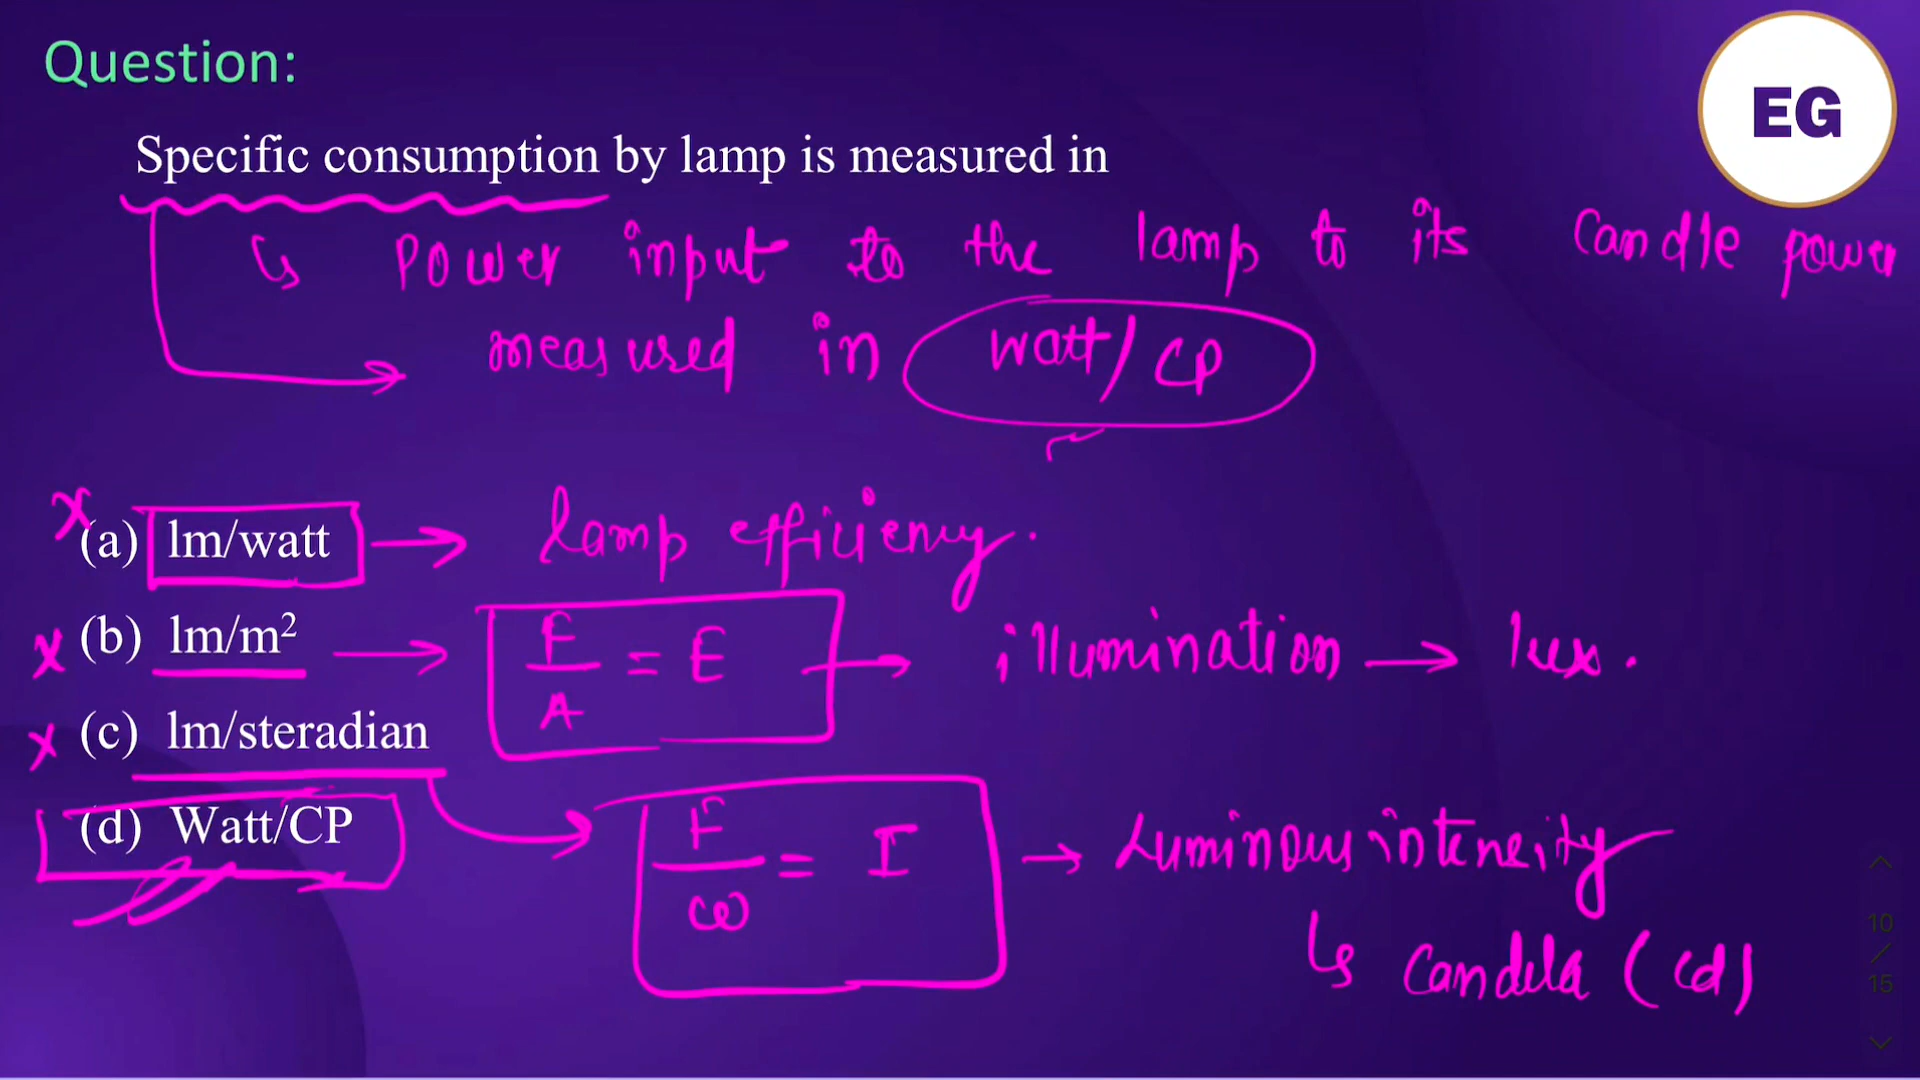 Question:
EG
Specific consumption by lamp is measured in
↳ Power input to the lamp to its Candle power
measured in watt/CP
x (a) lm/watt → lamp efficiency.
x (b) lm/m² → F/A = E → illumination → lux.
x (c) lm/steradian
(d) Watt/CP
F/ω = I → Luminous intensity
↳ Candela (cd)
10
/
15